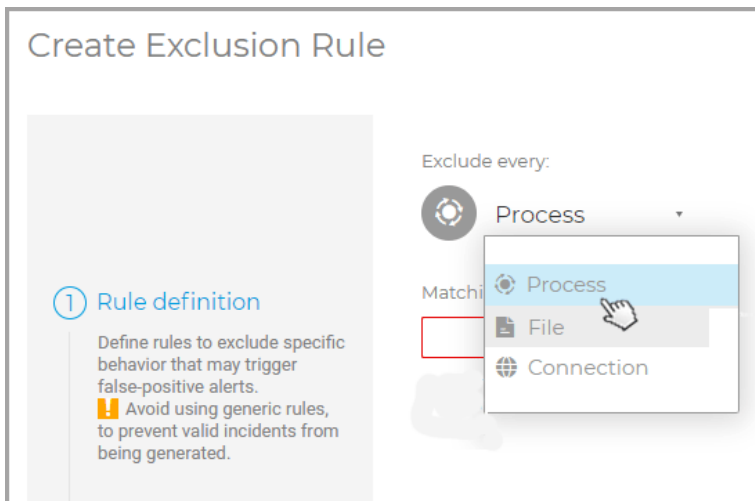 Create Exclusion Rule
Exclude every:
Process
Process
File
Connection
Matchi
1 Rule definition
Define rules to exclude specific
behavior that may trigger
false-positive alerts.
! Avoid using generic rules,
to prevent valid incidents from
being generated.